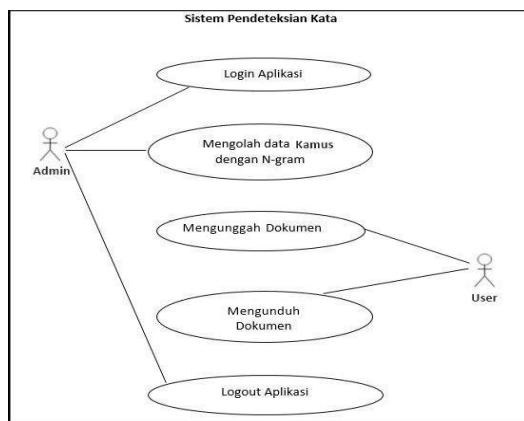 Sistem Pendeteksian Kata
Login Aplikasi
Mengolah data Kamus
dengan N-gram
Admin
Mengunggah Dokumen
User
Mengunduh
Dokumen
Logout Aplikasi